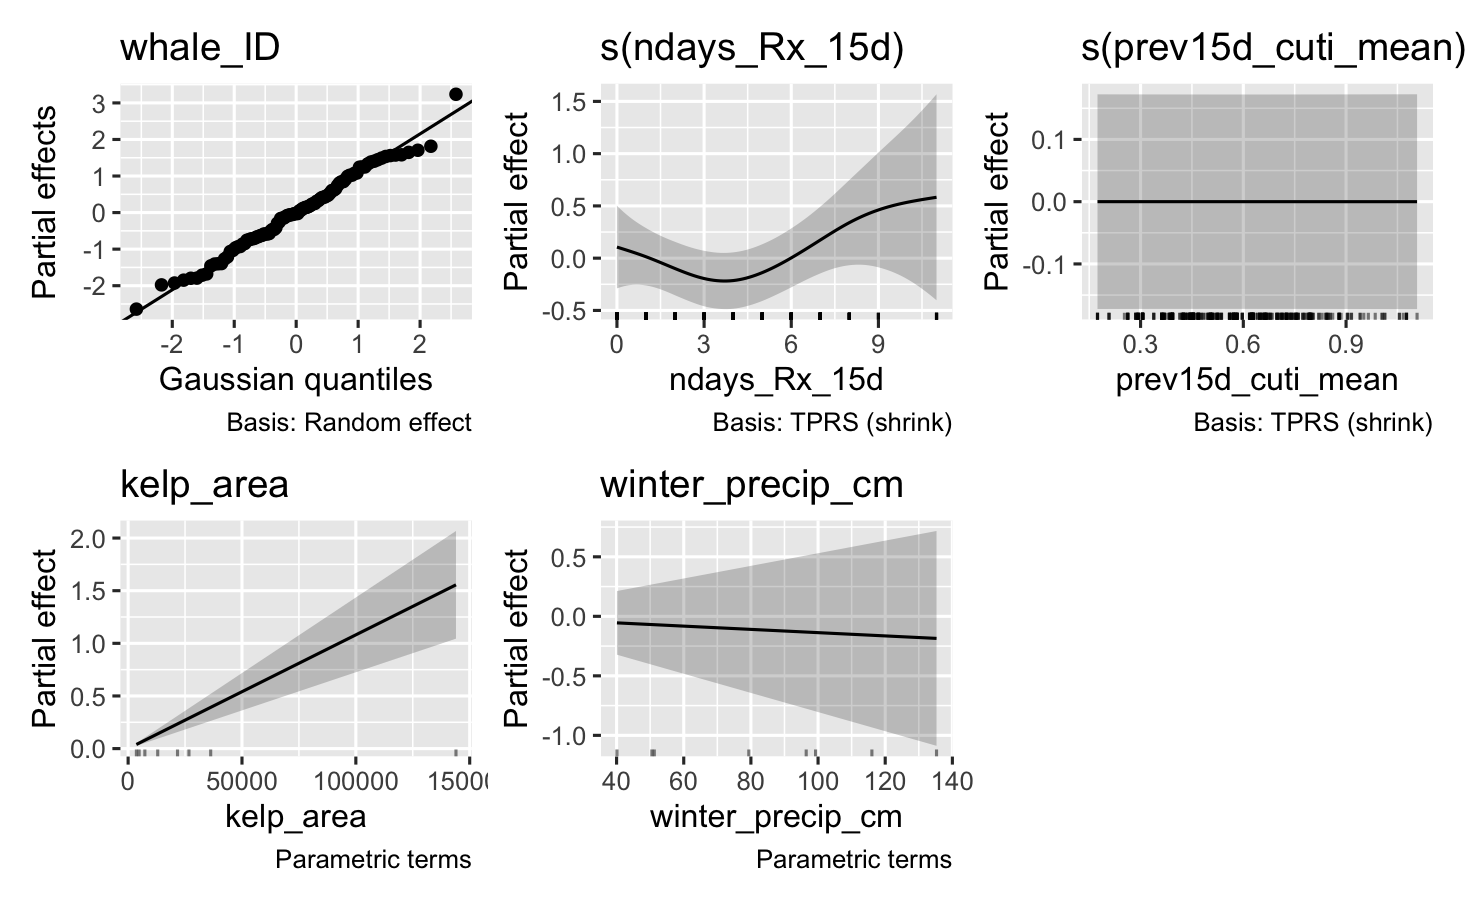 whale_ID
Partial effects
3
2
1
0
-1
-2
-2 -1 0 1 2
Gaussian quantiles
Basis: Random effect
s(ndays_Rx_15d)
Partial effect
1.5
1.0
0.5
0.0
-0.5
0 3 6 9
ndays_Rx_15d
Basis: TPRS (shrink)
s(prev15d_cuti_mean)
Partial effect
0.1
0.0
-0.1
0.3 0.6 0.9
prev15d_cuti_mean
Basis: TPRS (shrink)
kelp_area
Partial effect
2.0
1.5
1.0
0.5
0.0
0 50000 100000 15000
kelp_area
Parametric terms
winter_precip_cm
Partial effect
0.5
0.0
-0.5
-1.0
40 60 80 100 120 140
winter_precip_cm
Parametric terms